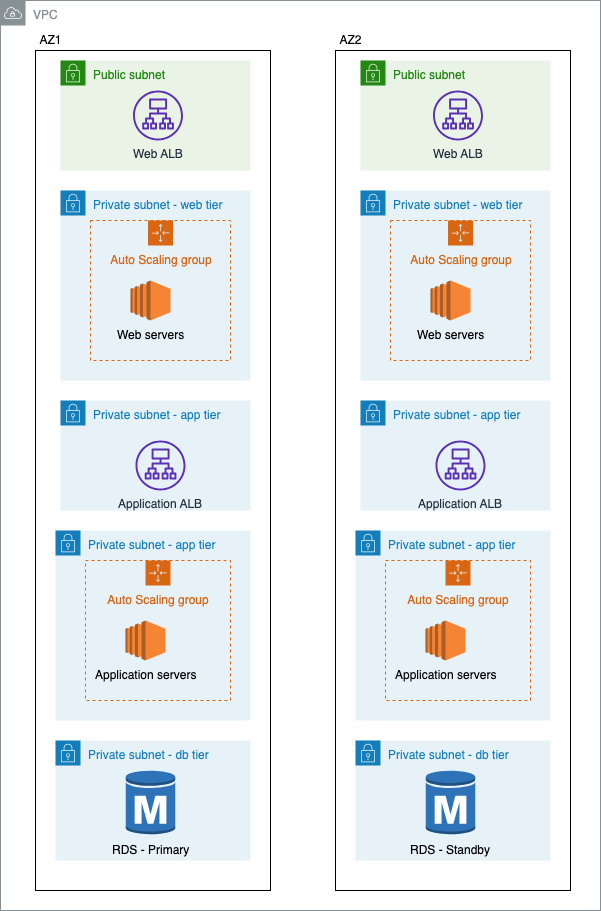 VPC
AZ1
Public subnet
Web ALB
Private subnet - web tier
Auto Scaling group
Web servers
Private subnet - app tier
Application ALB
Private subnet - app tier
Auto Scaling group
Application servers
Private subnet - db tier
M
RDS - Primary
AZ2
Public subnet
Web ALB
Private subnet - web tier
Auto Scaling group
Web servers
Private subnet - app tier
Application ALB
Private subnet - app tier
Auto Scaling group
Application servers
Private subnet - db tier
M
RDS - Standby